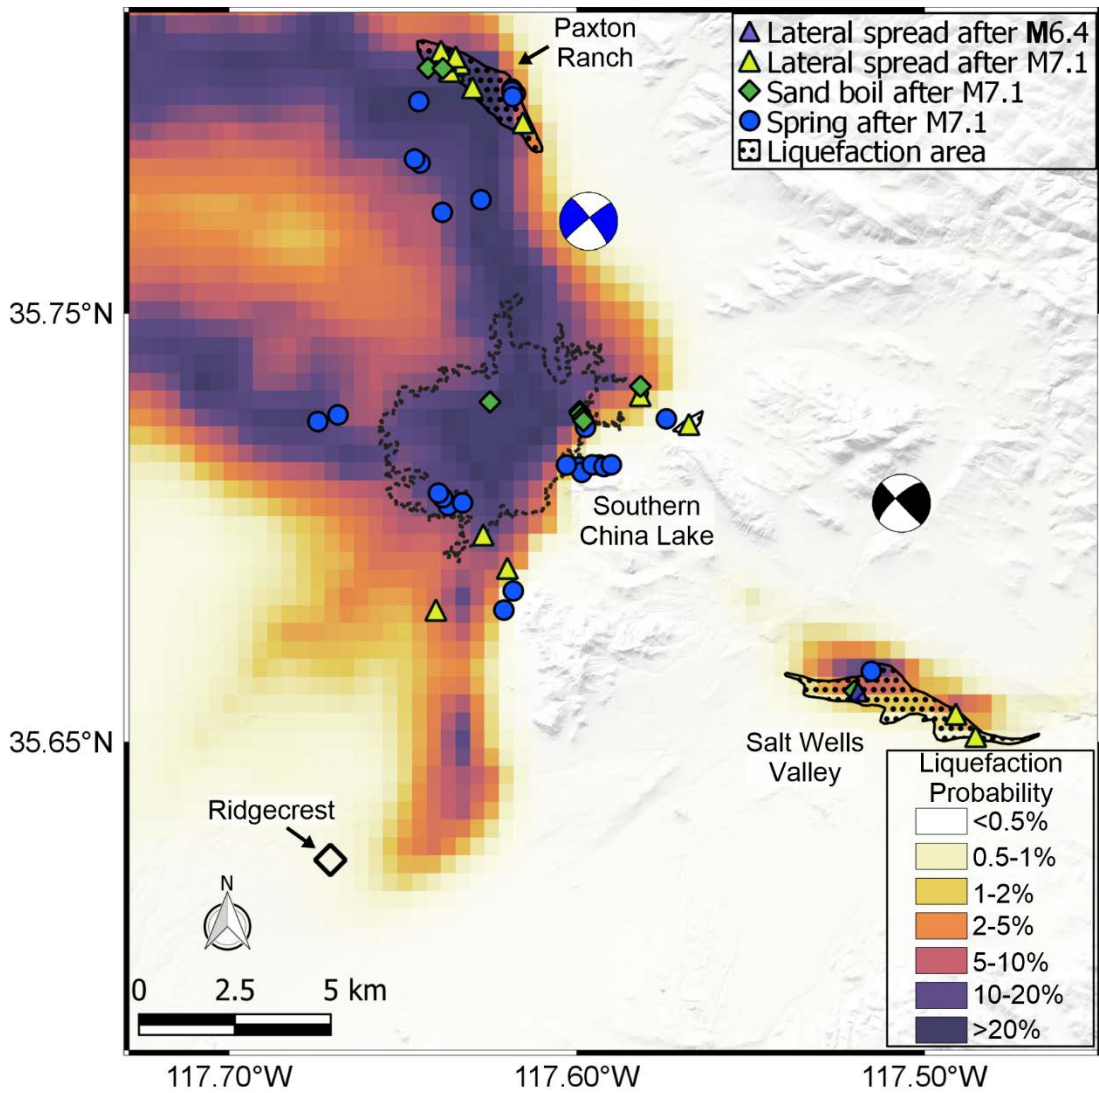 Paxton
Ranch
Lateral spread after M6.4
Lateral spread after M7.1
Sand boil after M7.1
Spring after M7.1
Liquefaction area
35.75°N
Southern
China Lake
35.65°N
Salt Wells
Valley
Ridgecrest
N
0 2.5 5 km
Liquefaction
Probability
<0.5%
0.5-1%
1-2%
2-5%
5-10%
10-20%
>20%
117.70°W 117.60°W 117.50°W